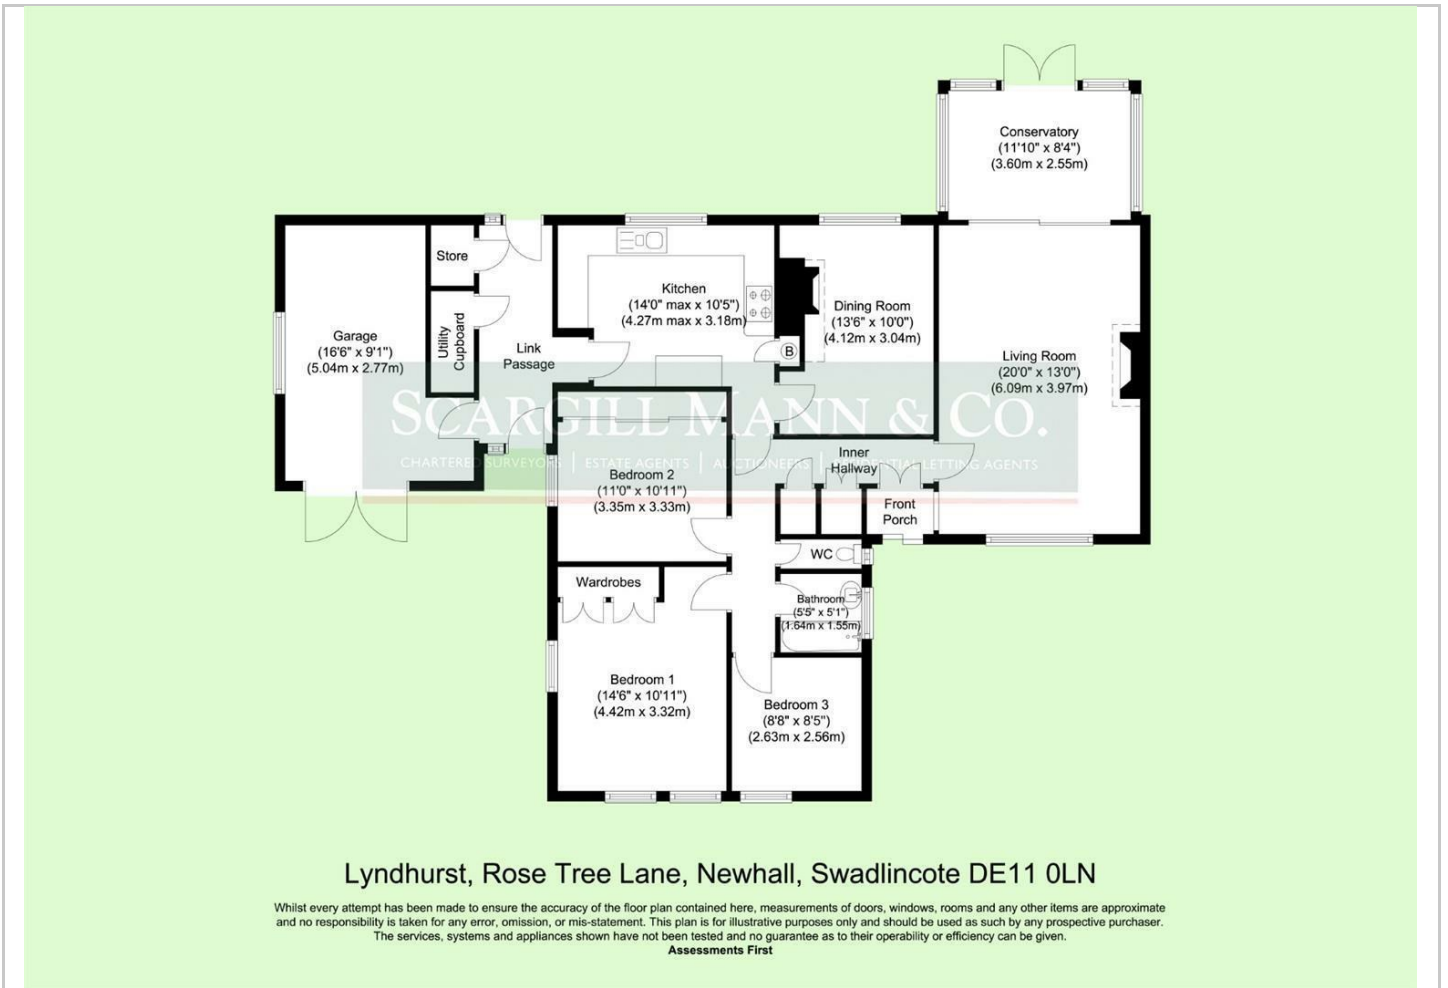 Conservatory
(11'10" x 8'4")
(3.60m x 2.55m)
Store
Kitchen
(14'0" max x 10'5")
(4.27m max x 3.18m)
Dining Room
(13'6" x 10'0")
(4.12m x 3.04m)
Garage
(16'6" x 9'1")
(5.04m x 2.77m)
Utility
Cupboard
Link
Passage
B
Living Room
(20'0" x 13'0")
(6.09m x 3.97m)
SCARGILL MANN & CO.
CHARTERED SURVEYORS | ESTATE AGENTS | AUCTIONEERS | RESIDENTIAL LETTING AGENTS
Inner
Hallway
Bedroom 2
(11'0" x 10'11")
(3.35m x 3.33m)
Front
Porch
WC
Wardrobes
Bathroom
(5'5" x 5'1")
(1.64m x 1.55m)
Bedroom 1
(14'6" x 10'11")
(4.42m x 3.32m)
Bedroom 3
(8'8" x 8'5")
(2.63m x 2.56m)
Lyndhurst, Rose Tree Lane, Newhall, Swadlincote DE11 0LN
Whilst every attempt has been made to ensure the accuracy of the floor plan contained here, measurements of doors, windows, rooms and any other items are approximate
and no responsibility is taken for any error, omission, or mis-statement. This plan is for illustrative purposes only and should be used as such by any prospective purchaser.
The services, systems and appliances shown have not been tested and no guarantee as to their operability or efficiency can be given.
Assessments First